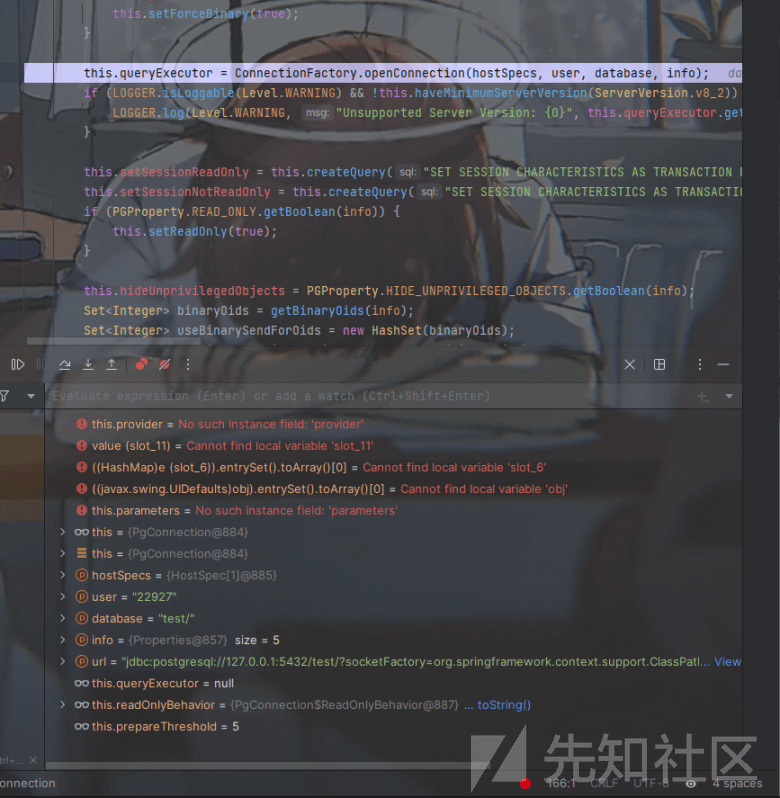 this.setForceBinary(true);
}
this.queryExecutor = ConnectionFactory.openConnection(hostSpecs, user, database, info);
if (LOGGER.isLoggable(Level.WARNING) && !this.haveMinimumServerVersion(ServerVersion.v8_2))
LOGGER.log(Level.WARNING, msg: "Unsupported Server Version: {0}", this.queryExecutor.get
}
this.setSessionReadOnly = this.createQuery( sql: "SET SESSION CHARACTERISTICS AS TRANSACTION
this.setSessionNotReadOnly = this.createQuery( sql: "SET SESSION CHARACTERISTICS AS TRANSACTIO
if (PGProperty.READ_ONLY.getBoolean(info)) {
this.setReadOnly(true);
}
this.hideUnprivilegedObjects = PGProperty.HIDE_UNPRIVILEGED_OBJECTS.getBoolean(info);
Set<Integer> binaryOids = getBinaryOids(info);
Set<Integer> useBinarySendForOids = new HashSet(binaryOids);
Evaluate expression (Enter) or add a watch (Ctrl+Shift+Enter)
this.provider = No such instance field: 'provider'
value (slot_11) = Cannot find local variable 'slot_11'
((HashMap)e (slot_6)).entrySet().toArray()[0] = Cannot find local variable 'slot_6'
((javax.swing.UIDefaults)obj).entrySet().toArray()[0] = Cannot find local variable 'obj'
this.parameters = No such instance field: 'parameters'
this = {PgConnection@884}
this = {PgConnection@884}
hostSpecs = {HostSpec[1]@885}
user = "22927"
database = "test/"
info = {Properties@857} size = 5
url = "jdbc:postgresql://127.0.0.1:5432/test/?socketFactory=org.springframework.context.support.ClassPatl... View
this.queryExecutor = null
this.readOnlyBehavior = {PgConnection$ReadOnlyBehavior@887} ... toString()
this.prepareThreshold = 5
trl+...
先知社区
onnection
166:1 CRLF UTF-8 4 spaces